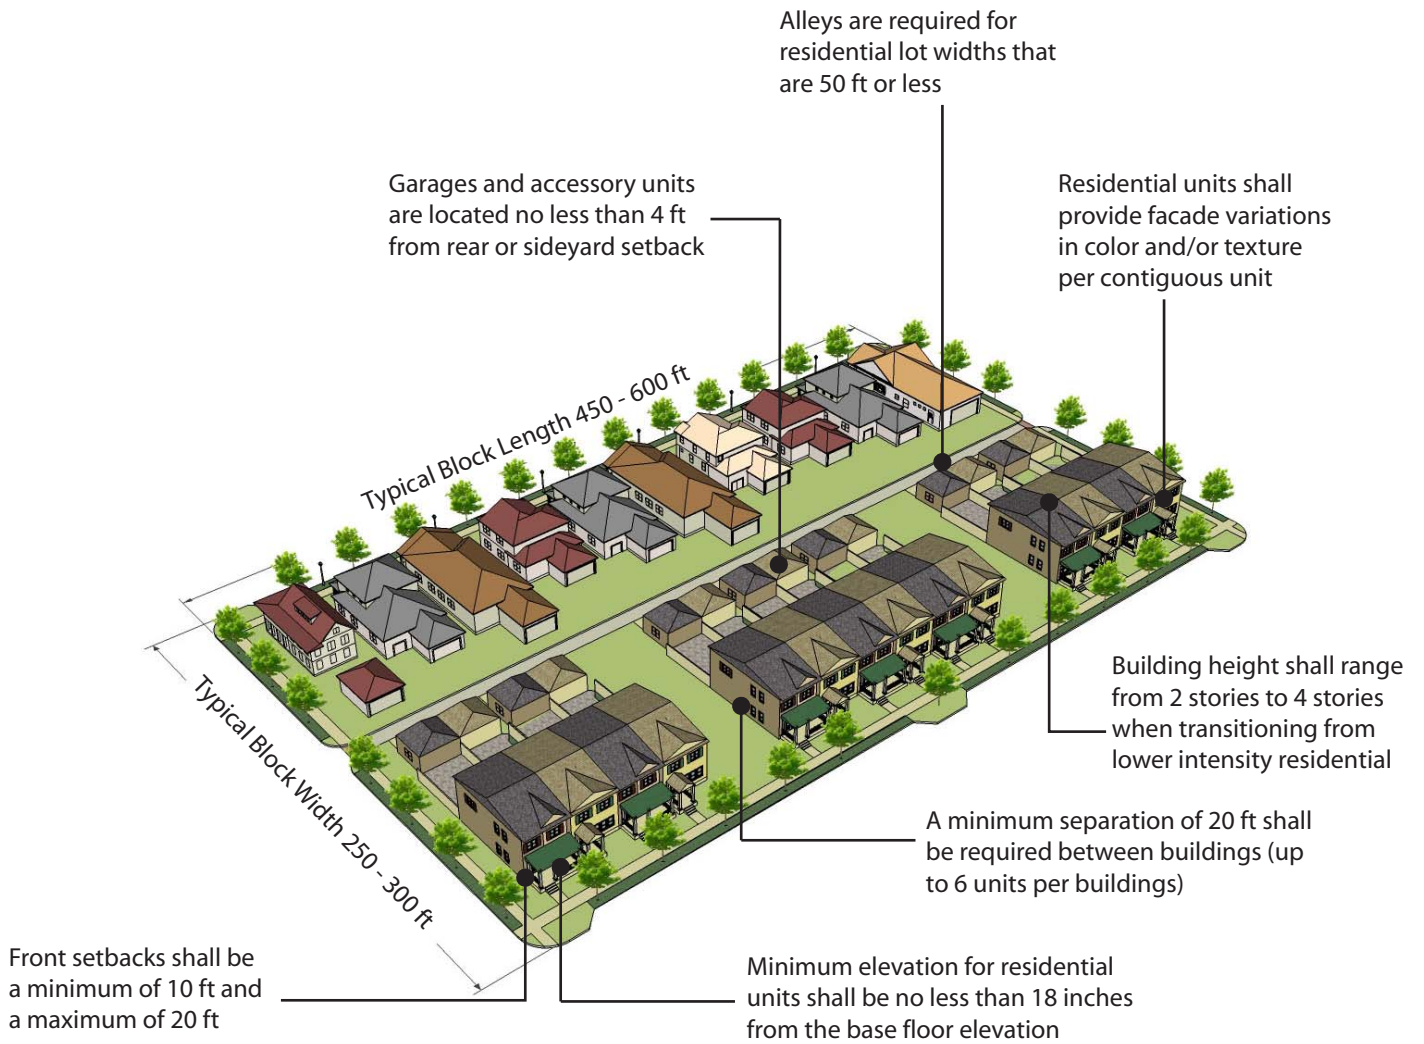 Alleys are required for
residential lot widths that
are 50 ft or less
Garages and accessory units
are located no less than 4 ft
from rear or sideyard setback
Residential units shall
provide facade variations
in color and/or texture
per contiguous unit
Typical Block Length 450 - 600 ft
Typical Block Width 250 - 300 ft
Building height shall range
from 2 stories to 4 stories
when transitioning from
lower intensity residential
A minimum separation of 20 ft shall
be required between buildings (up
to 6 units per buildings)
Front setbacks shall be
a minimum of 10 ft and
a maximum of 20 ft
Minimum elevation for residential
units shall be no less than 18 inches
from the base floor elevation